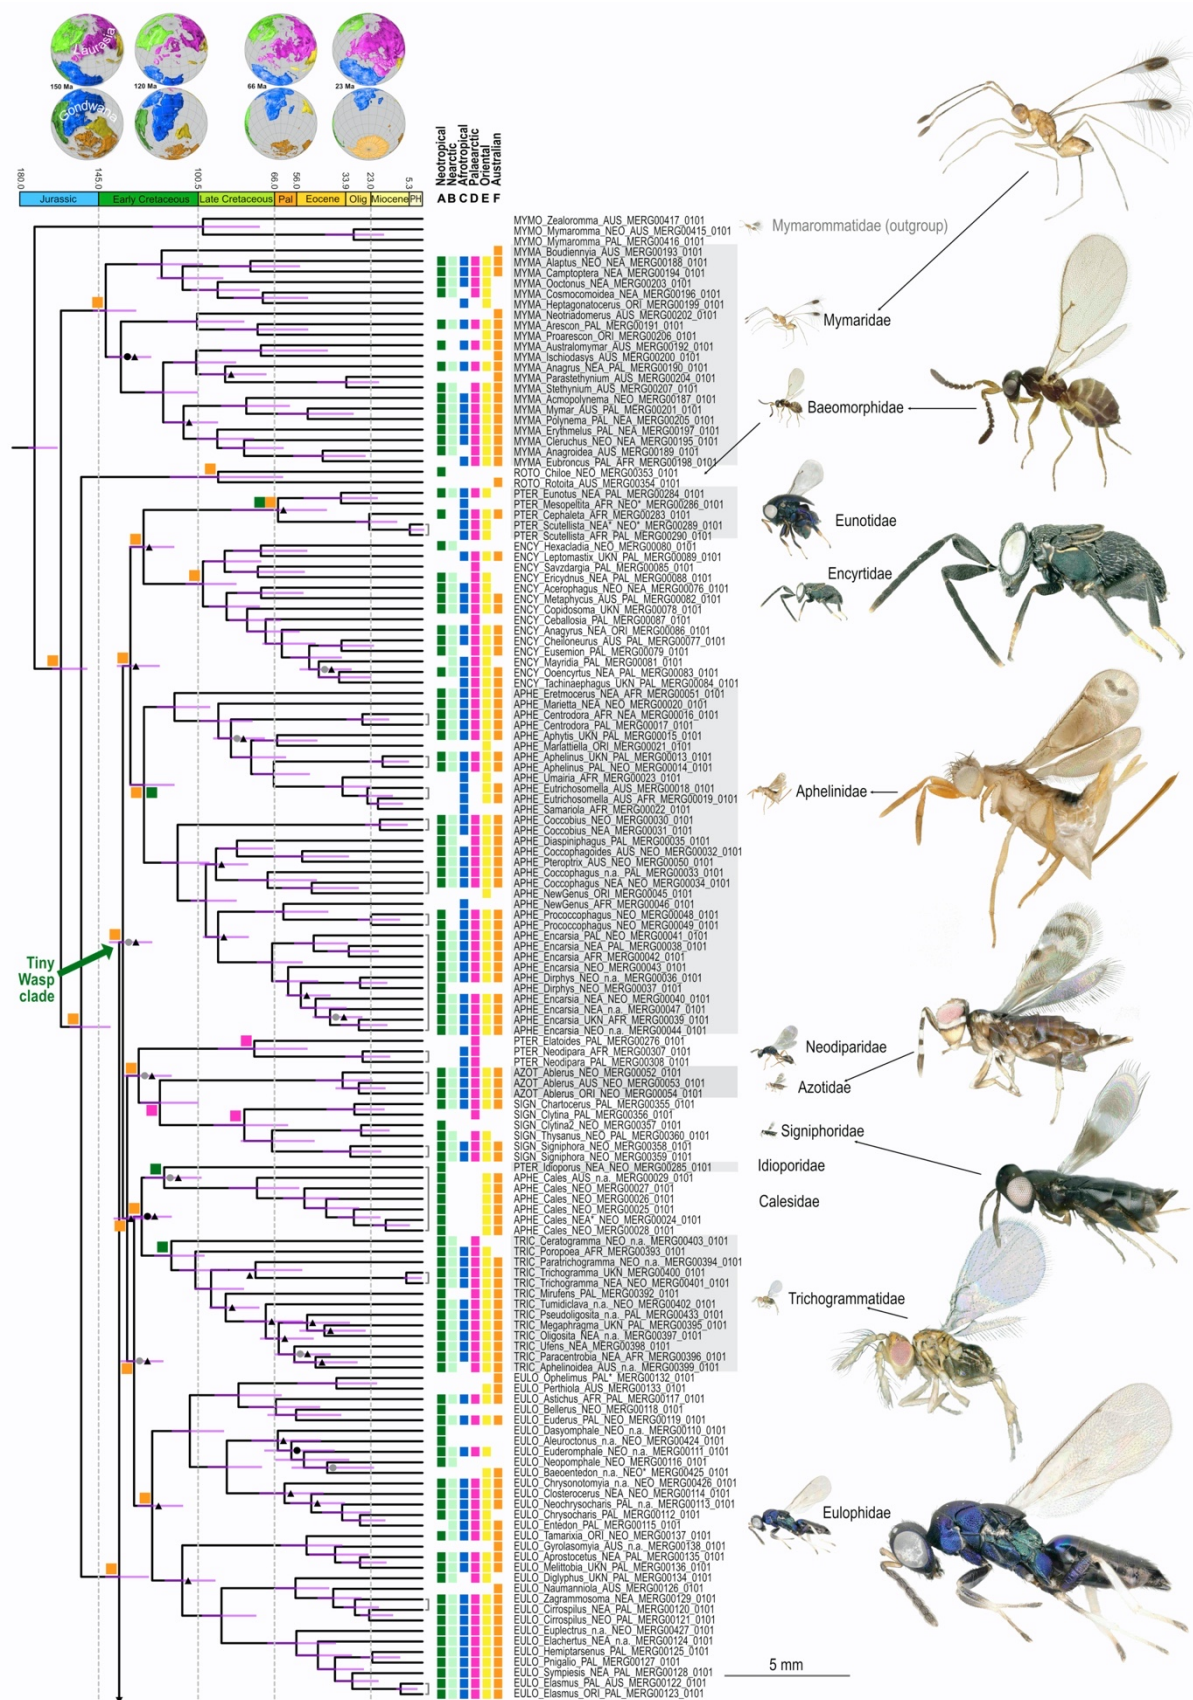 Laurasia
150 Ma
120 Ma
66 Ma
23 Ma
Gondwana
Neotropical
Nearctic
Afrotropical
Palaearctic
Oriental
Australian
180.0
145.0
100.5
66.0
56.0
33.9
23.0
5.3
A B C D E F
Jurassic
Early Cretaceous
Late Cretaceous
Pal
Eocene
Olig
Miocene
PH
MYMO_Zealoromma_AUS_MERG00417_0101
MYMO_Mymaromma_NEO_AUS_MERG00415_0101
MYMO_Mymaromma_PAL_MERG00416_0101
MYMA_Boudiennyia_AUS_MERG00193_0101
MYMA_Alaptus_NEO_NEA_MERG00188_0101
MYMA_Camptoptera_NEA_MERG00194_0101
MYMA_Ooctonus_NEA_MERG00203_0101
MYMA_Cosmocomoidea_NEA_MERG00196_0101
MYMA_Heptagonatocerus_ORI_MERG00199_0101
MYMA_Neotriadomerus_AUS_MERG00202_0101
MYMA_Arescon_PAL_MERG00191_0101
MYMA_Proarescon_ORI_MERG00206_0101
MYMA_Australomymar_AUS_MERG00192_0101
MYMA_Ischiodasys_AUS_MERG00200_0101
MYMA_Anagrus_NEA_PAL_MERG00190_0101
MYMA_Parastethynium_AUS_MERG00204_0101
MYMA_Stethynium_AUS_MERG00207_0101
MYMA_Acmopolynema_NEO_MERG00187_0101
MYMA_Mymar_AUS_PAL_MERG00201_0101
MYMA_Polynema_PAL_NEA_MERG00205_0101
MYMA_Erythmelus_PAL_NEA_MERG00197_0101
MYMA_Cleruchus_NEO_NEA_MERG00195_0101
MYMA_Anagroidea_AUS_MERG00189_0101
MYMA_Eubroncus_PAL_AFR_MERG00198_0101
ROTO_Chiloe_NEO_MERG00353_0101
ROTO_Rotoita_AUS_MERG00354_0101
PTER_Eunotus_NEA_PAL_MERG00284_0101
PTER_Mesopeltita_AFR_NEO*_MERG00286_0101
PTER_Cephaleta_AFR_MERG00283_0101
PTER_Scutellista_NEA*_NEO*_MERG00289_0101
PTER_Scutellista_AFR_PAL_MERG00290_0101
ENCY_Hexacladia_NEO_MERG00080_0101
ENCY_Leptomastix_UKN_PAL_MERG00089_0101
ENCY_Savzdargia_PAL_MERG00085_0101
ENCY_Ericydnus_NEA_PAL_MERG00088_0101
ENCY_Acerophagus_NEO_NEA_MERG00076_0101
ENCY_Metaphycus_AUS_PAL_MERG00082_0101
ENCY_Copidosoma_UKN_MERG00078_0101
ENCY_Ceballosia_PAL_MERG00087_0101
ENCY_Anagyrus_NEA_ORI_MERG00086_0101
ENCY_Cheiloneurus_AUS_PAL_MERG00077_0101
ENCY_Eusemion_PAL_MERG00079_0101
ENCY_Mayridia_PAL_MERG00081_0101
ENCY_Ooencyrtus_NEA_PAL_MERG00083_0101
ENCY_Tachinaephagus_UKN_PAL_MERG00084_0101
APHE_Eretmocerus_NEA_AFR_MERG00051_0101
APHE_Marietta_NEA_NEO_MERG00020_0101
APHE_Centrodora_AFR_NEA_MERG00016_0101
APHE_Centrodora_PAL_MERG00017_0101
APHE_Aphytis_UKN_PAL_MERG00015_0101
APHE_Marlattiella_ORI_MERG00021_0101
APHE_Aphelinus_UKN_PAL_MERG00013_0101
APHE_Aphelinus_PAL_NEO_MERG00014_0101
APHE_Umairia_AFR_MERG00023_0101
APHE_Eutrichosomella_AUS_MERG00018_0101
APHE_Eutrichosomella_AUS_AFR_MERG00019_0101
APHE_Samariola_AFR_MERG00022_0101
APHE_Coccobius_NEO_MERG00030_0101
APHE_Coccobius_NEA_MERG00031_0101
APHE_Diaspiniphagus_PAL_MERG00035_0101
APHE_Coccophagoides_AUS_NEO_MERG00032_0101
APHE_Pteroptrix_AUS_NEO_MERG00050_0101
APHE_Coccophagus_n.a._PAL_MERG00033_0101
APHE_Coccophagus_NEA_NEO_MERG00034_0101
APHE_NewGenus_ORI_MERG00045_0101
APHE_NewGenus_AFR_MERG00046_0101
APHE_Prococcophagus_NEO_MERG00048_0101
APHE_Prococcophagus_NEO_MERG00049_0101
APHE_Encarsia_PAL_NEO_MERG00041_0101
APHE_Encarsia_NEA_PAL_MERG00038_0101
APHE_Encarsia_AFR_MERG00042_0101
APHE_Encarsia_NEO_MERG00043_0101
APHE_Dirphys_NEO_n.a._MERG00036_0101
APHE_Dirphys_NEO_MERG00037_0101
APHE_Encarsia_NEA_NEO_MERG00040_0101
APHE_Encarsia_NEA_n.a._MERG00047_0101
APHE_Encarsia_UKN_AFR_MERG00039_0101
APHE_Encarsia_NEO_n.a._MERG00044_0101
PTER_Elatoides_PAL_MERG00276_0101
PTER_Neodipara_AFR_MERG00307_0101
PTER_Neodipara_PAL_MERG00308_0101
AZOT_Ablerus_NEO_MERG00052_0101
AZOT_Ablerus_AUS_NEO_MERG00053_0101
AZOT_Ablerus_ORI_NEO_MERG00054_0101
SIGN_Chartocerus_PAL_MERG00355_0101
SIGN_Clytina_PAL_MERG00356_0101
SIGN_Clytina2_NEO_MERG00357_0101
SIGN_Thysanus_NEO_PAL_MERG00360_0101
SIGN_Signiphora_NEO_MERG00358_0101
SIGN_Signiphora_NEO_MERG00359_0101
PTER_Idioporus_NEA_NEO_MERG00285_0101
APHE_Cales_AUS_n.a._MERG00029_0101
APHE_Cales_NEO_MERG00027_0101
APHE_Cales_NEO_MERG00026_0101
APHE_Cales_NEO_MERG00025_0101
APHE_Cales_NEA*_NEO_MERG00024_0101
APHE_Cales_NEO_MERG00028_0101
TRIC_Ceratogramma_NEO_n.a._MERG00403_0101
TRIC_Poropoea_AFR_MERG00393_0101
TRIC_Paratrichogramma_NEO_n.a._MERG00394_0101
TRIC_Trichogramma_UKN_MERG00400_0101
TRIC_Trichogramma_NEA_NEO_MERG00401_0101
TRIC_Mirufens_PAL_MERG00392_0101
TRIC_Tumidiclava_n.a._NEO_MERG00402_0101
TRIC_Pseudoligosita_n.a._PAL_MERG00433_0101
TRIC_Megaphragma_UKN_PAL_MERG00395_0101
TRIC_Oligosita_NEA_n.a._MERG00397_0101
TRIC_Ufens_NEA_MERG00398_0101
TRIC_Paracentrobia_NEA_AFR_MERG00396_0101
TRIC_Aphelinoidea_AUS_n.a._MERG00399_0101
EULO_Ophelimus_PAL*_MERG00132_0101
EULO_Perthiola_AUS_MERG00133_0101
EULO_Astichus_AFR_PAL_MERG00117_0101
EULO_Bellerus_NEO_MERG00118_0101
EULO_Euderus_PAL_NEO_MERG00119_0101
EULO_Dasyomphale_NEO_n.a._MERG00110_0101
EULO_Aleuroctonus_n.a._NEO_MERG00424_0101
EULO_Euderomphale_NEO_n.a._MERG00111_0101
EULO_Neopomphale_NEO_MERG00116_0101
EULO_Baeoentedon_n.a._NEO*_MERG00425_0101
EULO_Chrysonotomyia_n.a._NEO_MERG00426_0101
EULO_Closterocerus_NEA_NEO_MERG00114_0101
EULO_Neochrysocharis_PAL_n.a._MERG00113_0101
EULO_Chrysocharis_PAL_MERG00112_0101
EULO_Entedon_PAL_MERG00115_0101
EULO_Tamarixia_ORI_NEO_MERG00137_0101
EULO_Gyrolasomyia_AUS_n.a._MERG00138_0101
EULO_Aprostocetus_NEA_PAL_MERG00135_0101
EULO_Melittobia_UKN_PAL_MERG00136_0101
EULO_Diglyphus_UKN_PAL_MERG00134_0101
EULO_Naumanniola_AUS_MERG00126_0101
EULO_Zagrammosoma_NEA_MERG00129_0101
EULO_Cirrospilus_NEA_PAL_MERG00120_0101
EULO_Cirrospilus_NEO_PAL_MERG00121_0101
EULO_Euplectrus_n.a._NEO_MERG00427_0101
EULO_Elachertus_NEA_n.a._MERG00124_0101
EULO_Hemiptarsenus_PAL_MERG00125_0101
EULO_Pnigalio_PAL_MERG00127_0101
EULO_Sympiesis_NEA_PAL_MERG00128_0101
EULO_Elasmus_PAL_AUS_MERG00122_0101
EULO_Elasmus_ORI_PAL_MERG00123_0101
Tiny
Wasp
clade
Mymarommatidae (outgroup)
Mymaridae
Baeomorphidae
Eunotidae
Encyrtidae
Aphelinidae
Neodiparidae
Azotidae
Signiphoridae
Idioporidae
Calesidae
Trichogrammatidae
Eulophidae
5 mm